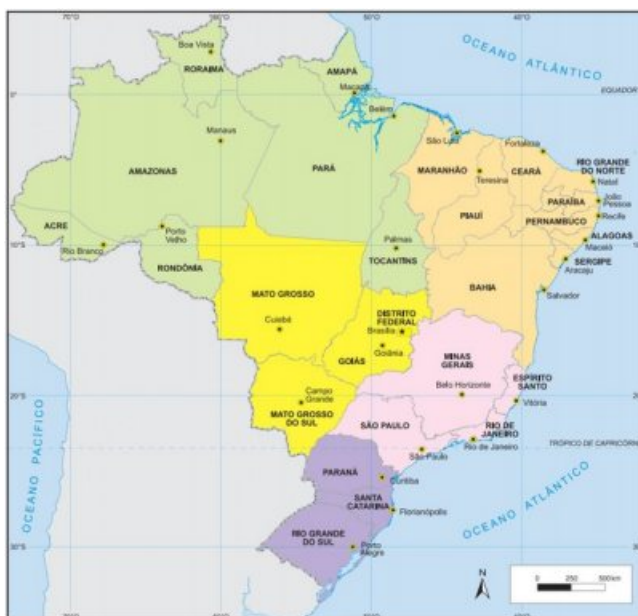 70°O
50°O
40°O
OCEANO ATLÂNTICO
Boa Vista
RORAIMA
AMAPÁ
Macapá
0°
EQUADOR
Belém
São Luís
Fortaleza
Manaus
AMAZONAS
PARÁ
MARANHÃO
Teresina
CEARÁ
RIO GRANDE
DO NORTE
Natal
PARAÍBA
João
Pessoa
PIAUÍ
PERNAMBUCO
Recife
ACRE
Porto
Velho
Rio Branco
10°S
Palmas
ALAGOAS
Maceió
SERGIPE
Aracaju
RONDÔNIA
TOCANTINS
BAHIA
Salvador
MATO GROSSO
Cuiabá
DISTRITO
FEDERAL
Brasília
GOIÁS
Goiânia
MINAS
GERAIS
Belo Horizonte
ESPÍRITO
SANTO
Vitória
20°S
Campo
Grande
MATO GROSSO
DO SUL
SÃO PAULO
São Paulo
RIO DE
JANEIRO
Rio de Janeiro
TRÓPICO DE CAPRICÓRN
OCEANO PACÍFICO
PARANÁ
Curitiba
SANTA
CATARINA
Florianópolis
OCEANO ATLÂNTICO
RIO GRANDE
DO SUL
Porto
Alegre
30°S
N
0
250
500km